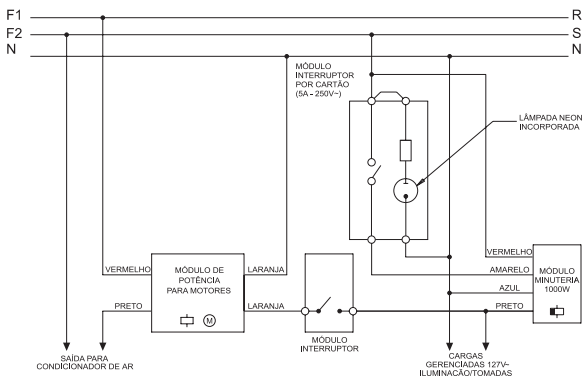 F1
R
F2
S
N
N
MÓDULO
INTERRUPTOR
POR CARTÃO
(5A - 250V~)
LÂMPADA NEON
INCORPORADA
VERMELHO
MÓDULO DE
POTÊNCIA
PARA MOTORES
M
LARANJA
VERMELHO
AMARELO
AZUL
PRETO
MÓDULO
MINUTERIA
1000W
PRETO
LARANJA
MÓDULO
INTERRUPTOR
SAÍDA PARA
CONDICIONADOR DE AR
CARGAS
GERENCÍADAS 127V~
ILUMINAÇÃO/TOMADAS